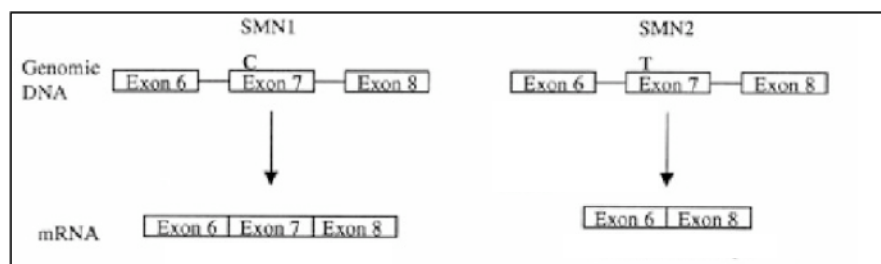 SMN1 SMN2
C T
Genomic
DNA
Exon 6 Exon 7 Exon 8 Exon 6 Exon 7 Exon 8
mRNA
Exon 6 Exon 7 Exon 8 Exon 6 Exon 8